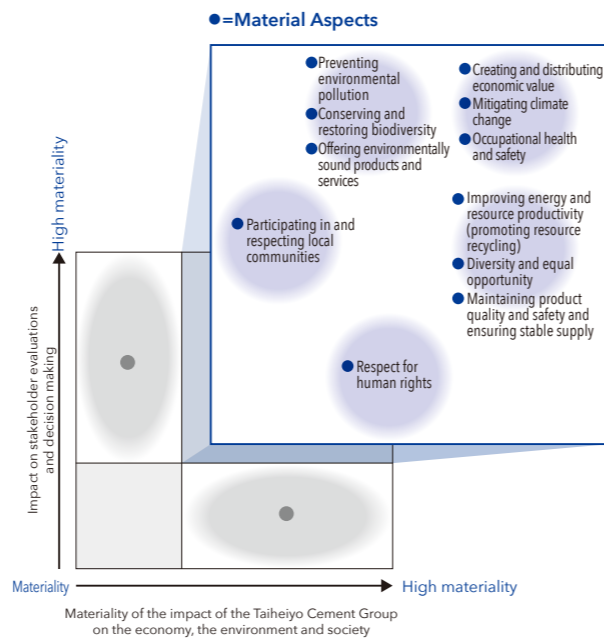 ●=Material Aspects
● Preventing
environmental
pollution
● Conserving and
restoring biodiversity
● Offering environmentally
sound products and
services
● Creating and distributing
economic value
● Mitigating climate
change
● Occupational health
and safety
● Participating in and
respecting local
communities
● Improving energy and
resource productivity
(promoting resource
recycling)
● Diversity and equal
opportunity
● Maintaining product
quality and safety and
ensuring stable supply
● Respect for
human rights
High materiality
Impact on stakeholder evaluations
and decision making
Materiality
High materiality
Materiality of the impact of the Taiheiyo Cement Group
on the economy, the environment and society